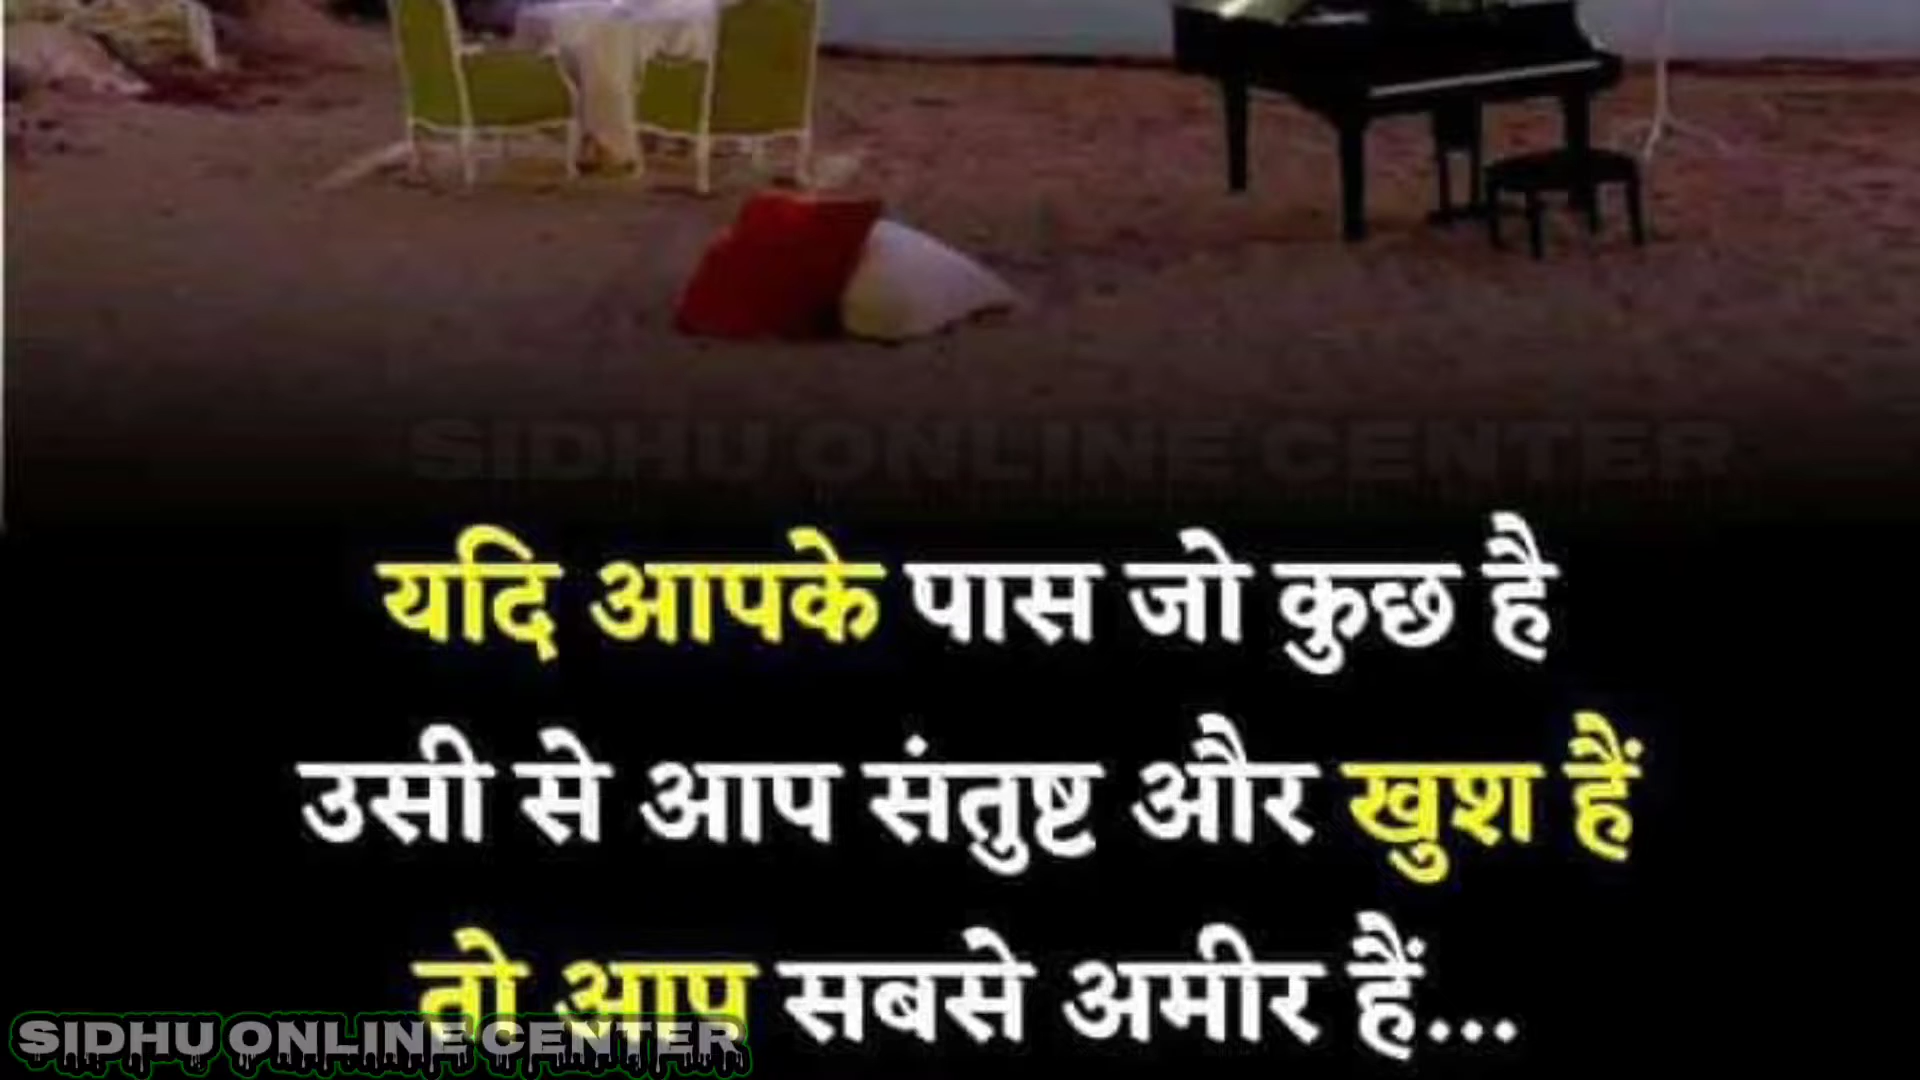 SIDHU ONLINE CENTER
यदि आपके पास जो कुछ है
उसी से आप संतुष्ट और खुश हैं
तो आप सबसे अमीर हैं...
SIDHU ONLINE CENTER